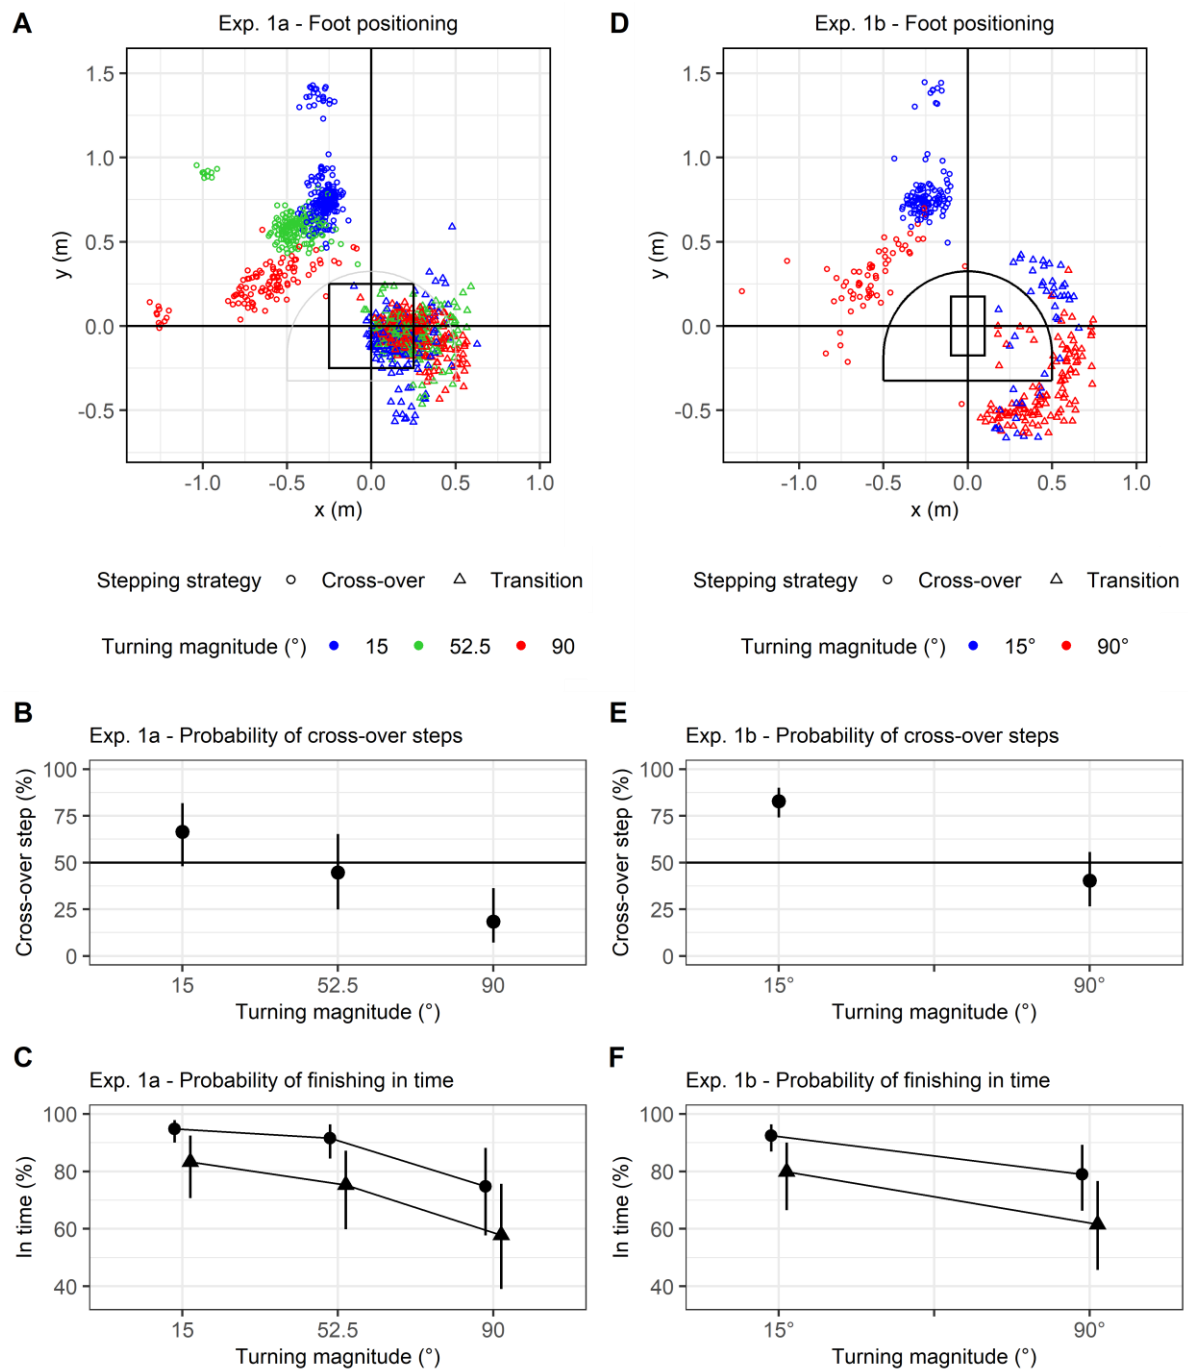 A
Exp. 1a - Foot positioning
1.5
1.0
0.5
0.0
-0.5
y (m)
-1.0 -0.5 0.0 0.5 1.0
x (m)
Stepping strategy Cross-over Transition
Turning magnitude (°) 15 52.5 90
D
Exp. 1b - Foot positioning
1.5
1.0
0.5
0.0
-0.5
y (m)
-1.0 -0.5 0.0 0.5 1.0
x (m)
Stepping strategy Cross-over Transition
Turning magnitude (°) 15° 90°
B
Exp. 1a - Probability of cross-over steps
100
75
50
25
0
Cross-over step (%)
15 52.5 90
Turning magnitude (°)
E
Exp. 1b - Probability of cross-over steps
100
75
50
25
0
Cross-over step (%)
15° 90°
Turning magnitude (°)
C
Exp. 1a - Probability of finishing in time
100
80
60
40
In time (%)
15 52.5 90
Turning magnitude (°)
F
Exp. 1b - Probability of finishing in time
100
80
60
40
In time (%)
15° 90°
Turning magnitude (°)